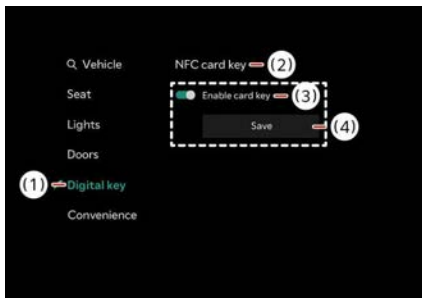 Vehicle
NFC card key (2)
Seat
Enable card key (3)
Lights
Save (4)
Doors
(1) Digital key
Convenience